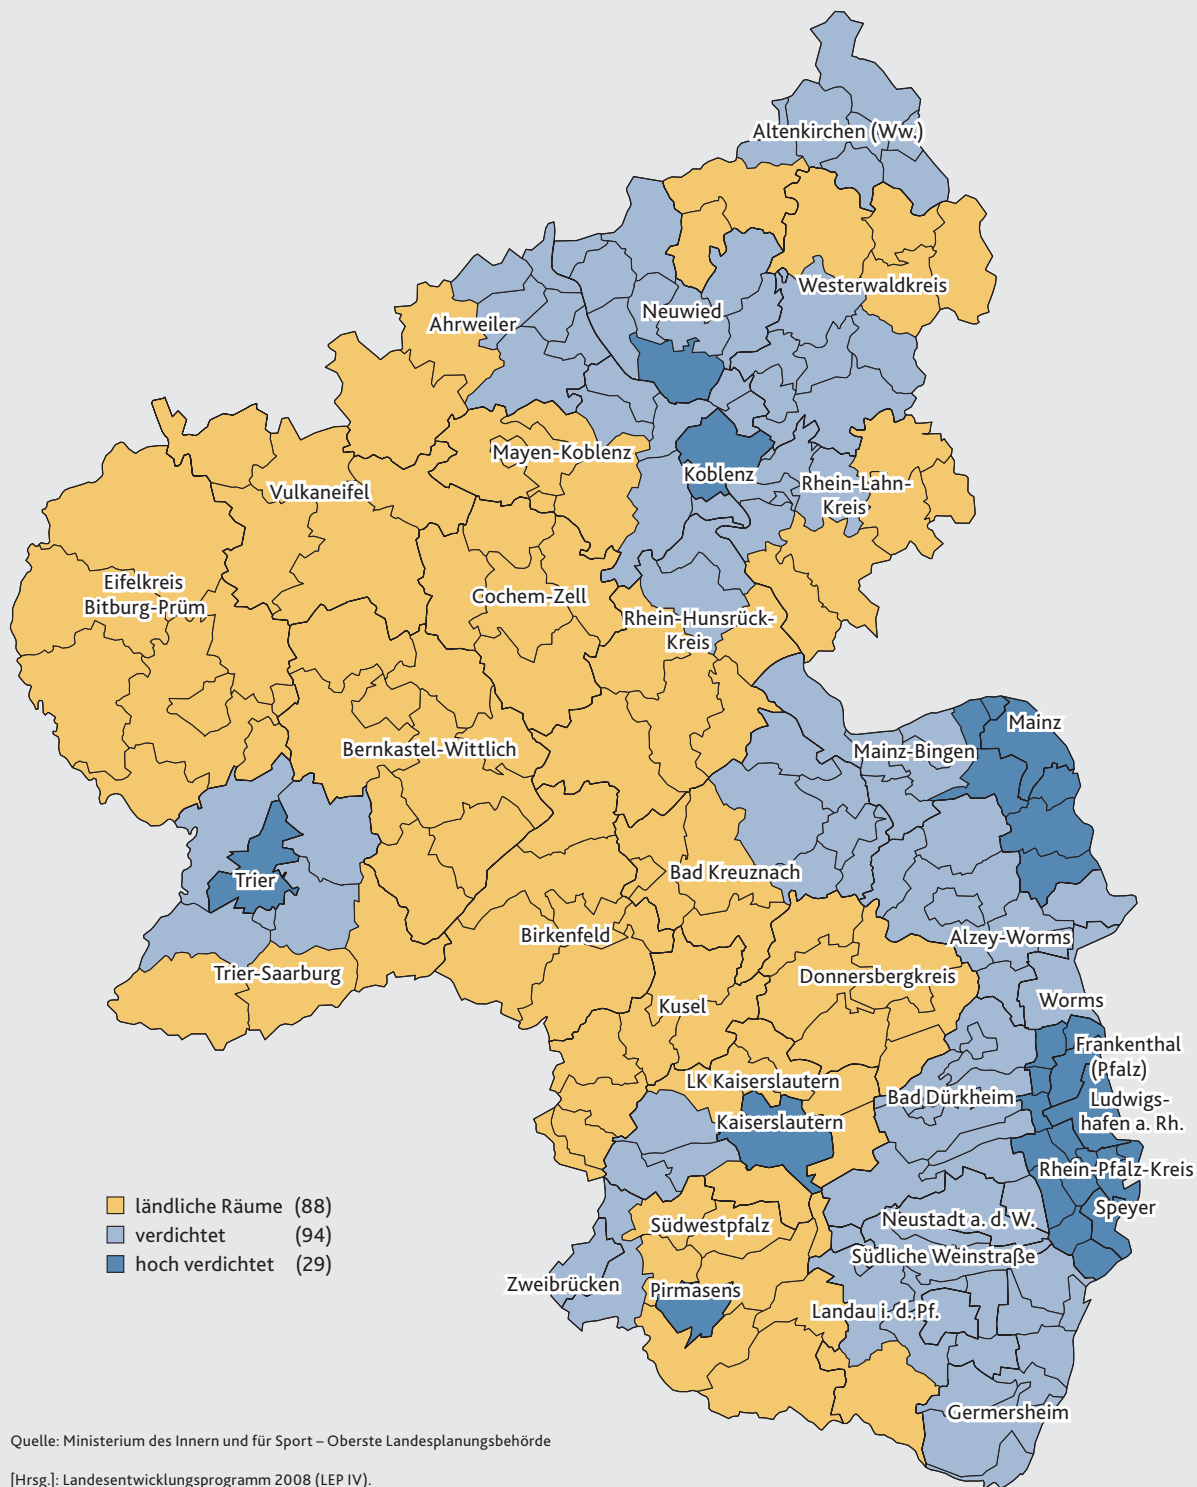 Altenkirchen (Ww.)
Westerwaldkreis
Neuwied
Ahrweiler
Mayen-Koblenz
Koblenz
Rhein-Lahn-
Kreis
Vulkaneifel
Eifelkreis
Bitburg-Prüm
Cochem-Zell
Rhein-Hunsrück-
Kreis
Mainz
Mainz-Bingen
Bernkastel-Wittlich
Bad Kreuznach
Trier
Birkenfeld
Alzey-Worms
Trier-Saarburg
Donnersbergkreis
Kusel
Worms
Frankenthal
(Pfalz)
LK Kaiserslautern
Bad Dürkheim
Ludwigs-
hafen a. Rh.
Kaiserslautern
Rhein-Pfalz-Kreis
Speyer
Südwestpfalz
Neustadt a. d. W.
Südliche Weinstraße
Zweibrücken
Pirmasens
Landau i. d. Pf.
Germersheim
ländliche Räume (88)
verdichtet (94)
hoch verdichtet (29)
Quelle: Ministerium des Innern und für Sport – Oberste Landesplanungsbehörde
[Hrsg.]: Landesentwicklungsprogramm 2008 (LEP IV).